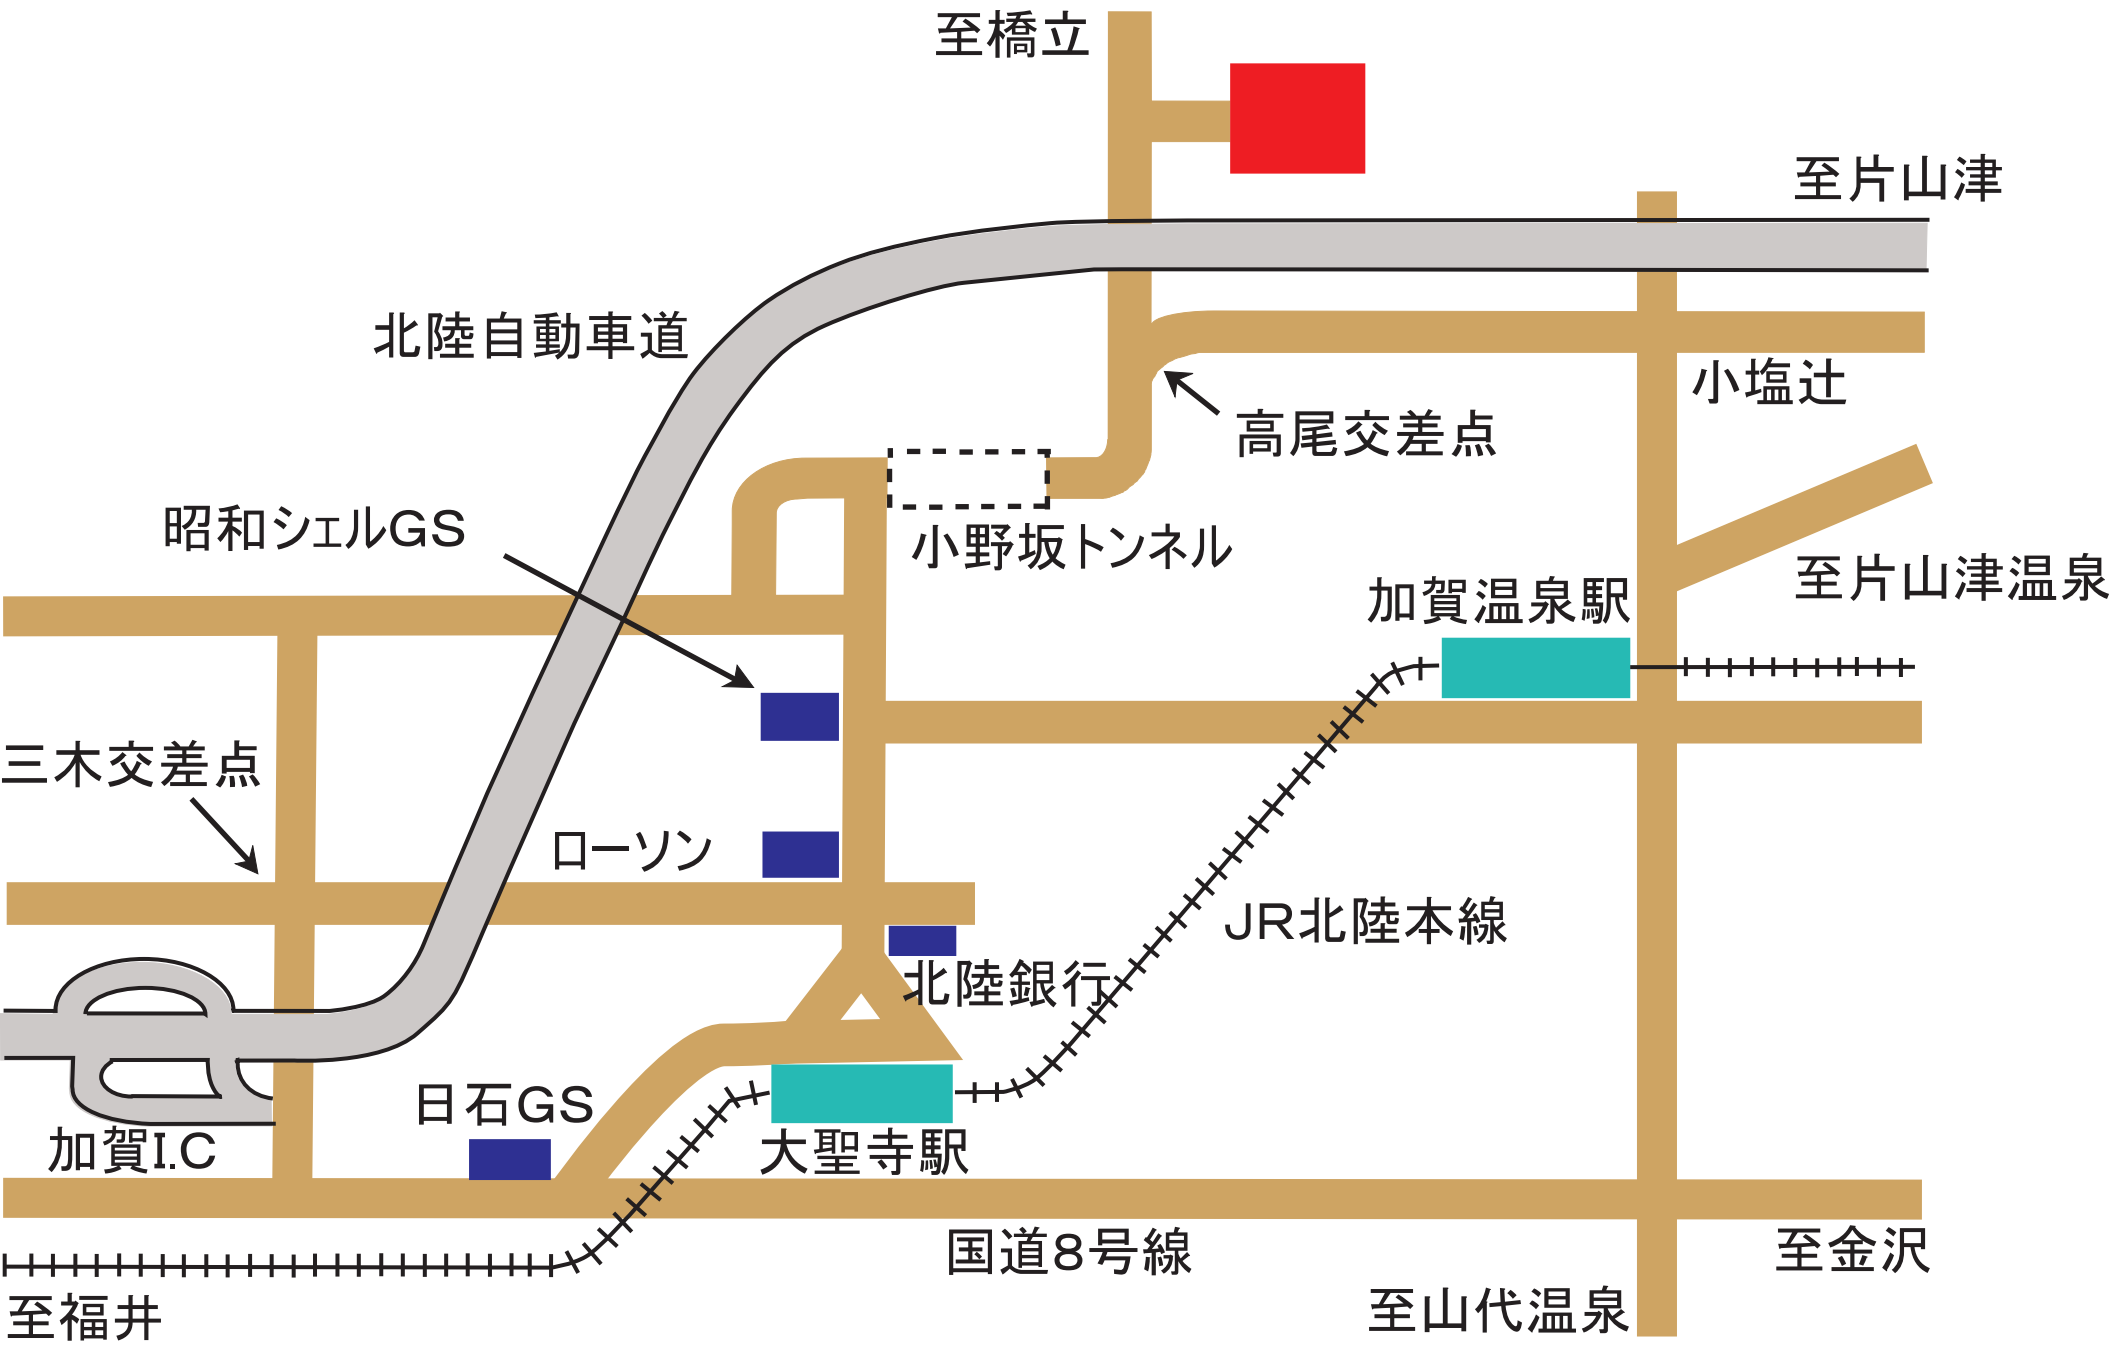 至橋立
至片山津
北陸自動車道
小塩辻
高尾交差点
昭和シェルGS
小野坂トンネル
至片山津温泉
加賀温泉駅
三木交差点
ローソン
JR北陸本線
北陸銀行
日石GS
加賀I.C
大聖寺駅
国道8号線
至金沢
至福井
至山代温泉